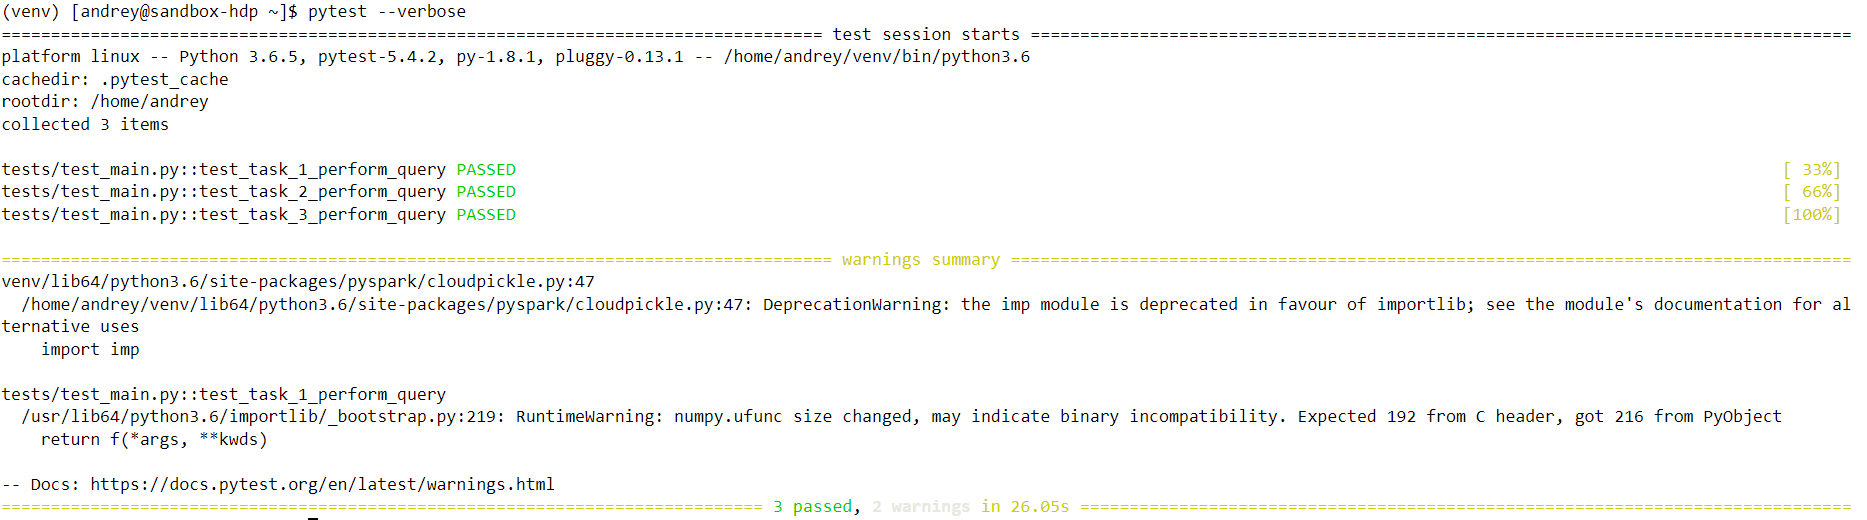 (venv) [andrey@sandbox-hdp ~]$ pytest --verbose
=================================================================================== test session starts ===================================================================================
platform linux -- Python 3.6.5, pytest-5.4.2, py-1.8.1, pluggy-0.13.1 -- /home/andrey/venv/bin/python3.6
cachedir: .pytest_cache
rootdir: /home/andrey
collected 3 items
tests/test_main.py::test_task_1_perform_query PASSED [ 33%]
tests/test_main.py::test_task_2_perform_query PASSED [ 66%]
tests/test_main.py::test_task_3_perform_query PASSED [100%]
==================================================================================== warnings summary =====================================================================================
venv/lib64/python3.6/site-packages/pyspark/cloudpickle.py:47
/home/andrey/venv/lib64/python3.6/site-packages/pyspark/cloudpickle.py:47: DeprecationWarning: the imp module is deprecated in favour of importlib; see the module's documentation for al
ternative uses
import imp
tests/test_main.py::test_task_1_perform_query
/usr/lib64/python3.6/importlib/_bootstrap.py:219: RuntimeWarning: numpy.ufunc size changed, may indicate binary incompatibility. Expected 192 from C header, got 216 from PyObject
return f(*args, **kwds)
-- Docs: https://docs.pytest.org/en/latest/warnings.html
============================================================================= 3 passed, 2 warnings in 26.05s ==============================================================================